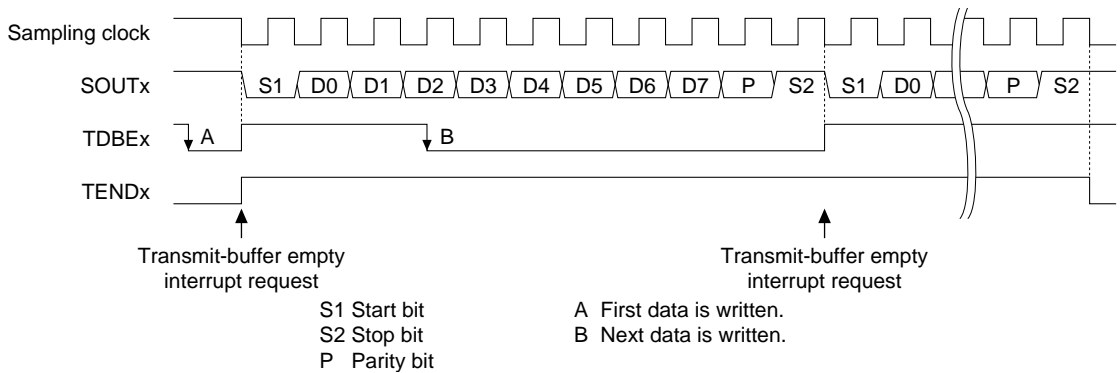 Sampling clock
SOUTx S1 D0 D1 D2 D3 D4 D5 D6 D7 P S2 S1 D0 P S2
TDBEx A B
TENDx
Transmit-buffer empty
interrupt request
Transmit-buffer empty
interrupt request
S1 Start bit
S2 Stop bit
P Parity bit
A First data is written.
B Next data is written.